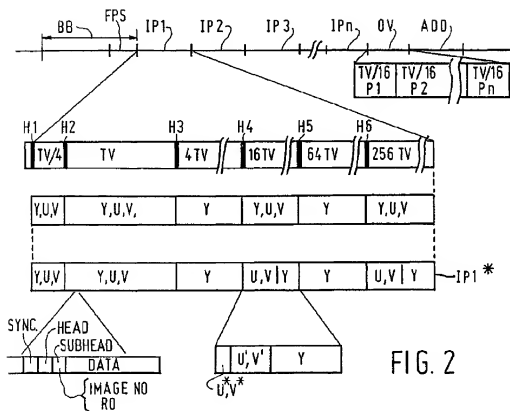 BB FPS IP1 IP2 IP3 IPn OV ADD
TV/16 P1 TV/16 P2 TV/16 Pn
H1 H2 H3 H4 H5 H6
TV/4 TV 4TV 16TV 64TV 256TV
Y,U,V Y,U,V, Y Y,U,V Y Y,U,V
Y,U,V Y,U,V Y U,V Y Y U,V Y IP1*
SYNC. HEAD SUBHEAD DATA
IMAGE NO
RO
U*,V* U',V' Y
FIG. 2